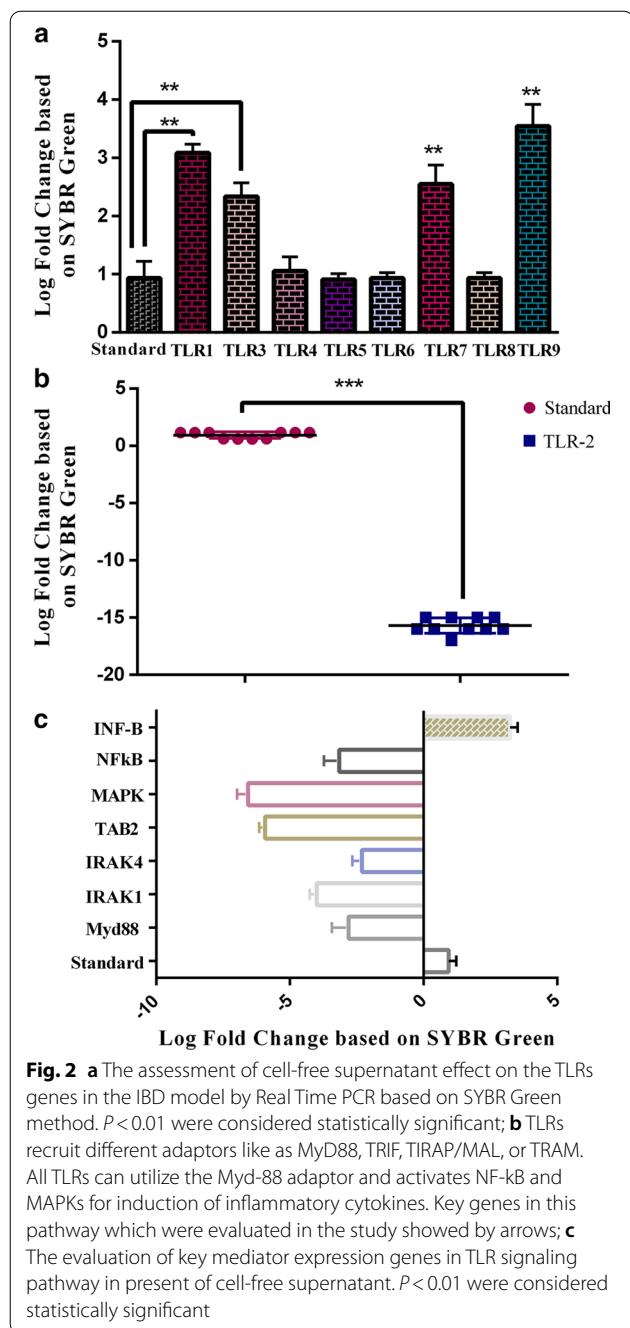 a
Log Fold Change based
on SYBR Green
5
4
3
2
1
0
**
**
**
**
Standard TLR1 TLR3 TLR4 TLR5 TLR6 TLR7 TLR8 TLR9
b
Log Fold Change based
on SYBR Green
5
0
-5
-10
-15
-20
***
Standard
TLR-2
c
INF-B
NFkB
MAPK
TAB2
IRAK4
IRAK1
Myd88
Standard
-10 -5 0 5
Log Fold Change based on SYBR Green
Fig. 2 a The assessment of cell-free supernatant effect on the TLRs
genes in the IBD model by Real Time PCR based on SYBR Green
method. P < 0.01 were considered statistically significant; b TLRs
recruit different adaptors like as MyD88, TRIF, TIRAP/MAL, or TRAM.
All TLRs can utilize the Myd-88 adaptor and activates NF-kB and
MAPKs for induction of inflammatory cytokines. Key genes in this
pathway which were evaluated in the study showed by arrows; c
The evaluation of key mediator expression genes in TLR signaling
pathway in present of cell-free supernatant. P < 0.01 were considered
statistically significant